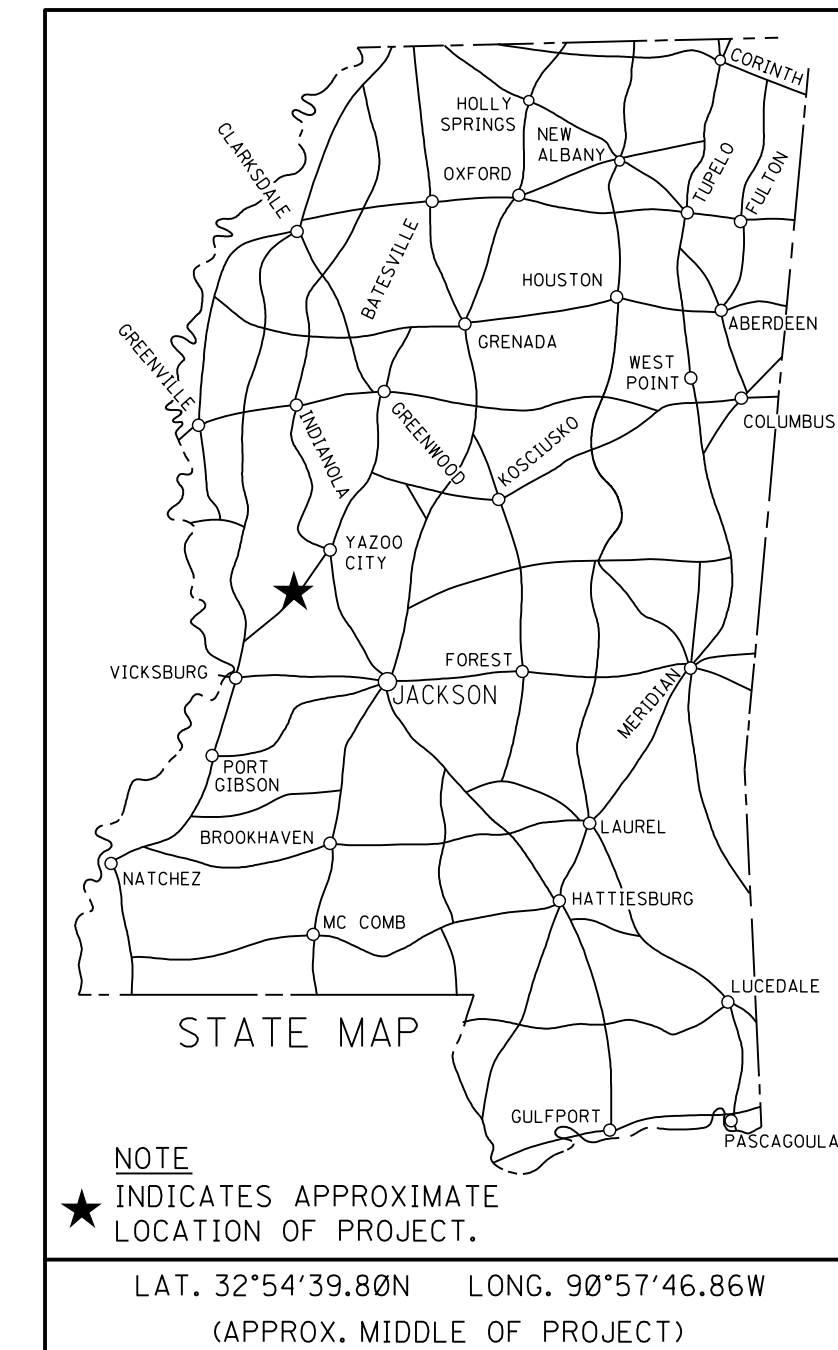 CORINTH
HOLLY
SPRINGS
NEW
ALBANY
CLARKSDALE
OXFORD
TUPELO
FULTON
BATESVILLE
HOUSTON
GREENVILLE
ABERDEEN
GRENADA
WEST
POINT
COLUMBUS
INDIANOLA
GREENWOOD
KOSCIUSKO
YAZOO
CITY
VICKSBURG
FOREST
JACKSON
MERIDIAN
PORT
GIBSON
BROOKHAVEN
LAUREL
NATCHEZ
HATTIESBURG
MC COMB
LUCEDALE
STATE MAP
GULFPORT
PASCAGOULA
NOTE
INDICATES APPROXIMATE
LOCATION OF PROJECT.
LAT. 32°54'39.80N LONG. 90°57'46.86W
(APPROX. MIDDLE OF PROJECT)